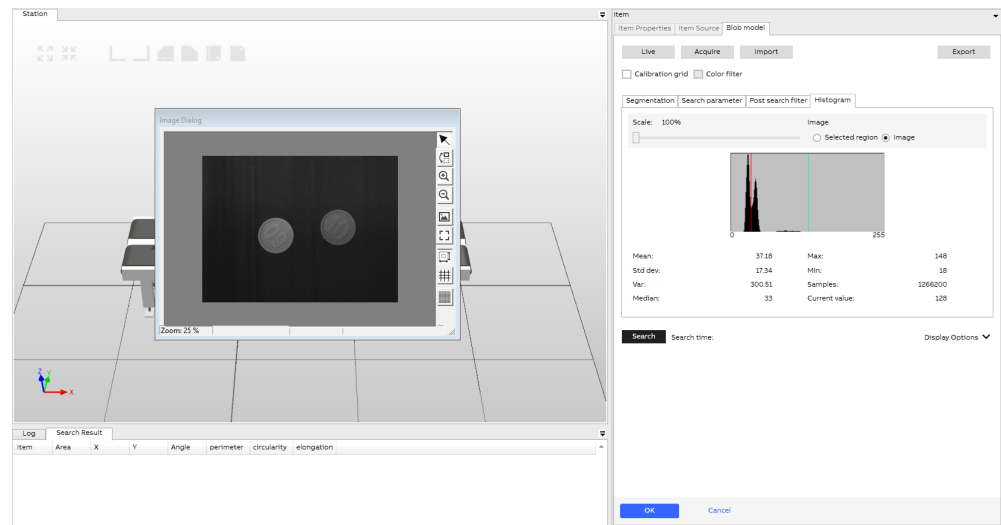 Station
Item
Item Properties Item Source Blob model
Live Acquire Import Export
Calibration grid Color filter
Segmentation Search parameter Post search filter Histogram
Scale: 100% Image
Selected region Image
Image Dialog
0 255
Mean: 37.18 Max: 148
Std dev: 17.34 Min: 18
Var: 300.51 Samples: 1266200
Median: 33 Current value: 128
Zoom: 25 %
Search Search time: Display Options
Z y
X
Log Search Result
Item Area X Y Angle perimeter circularity elongation
OK Cancel